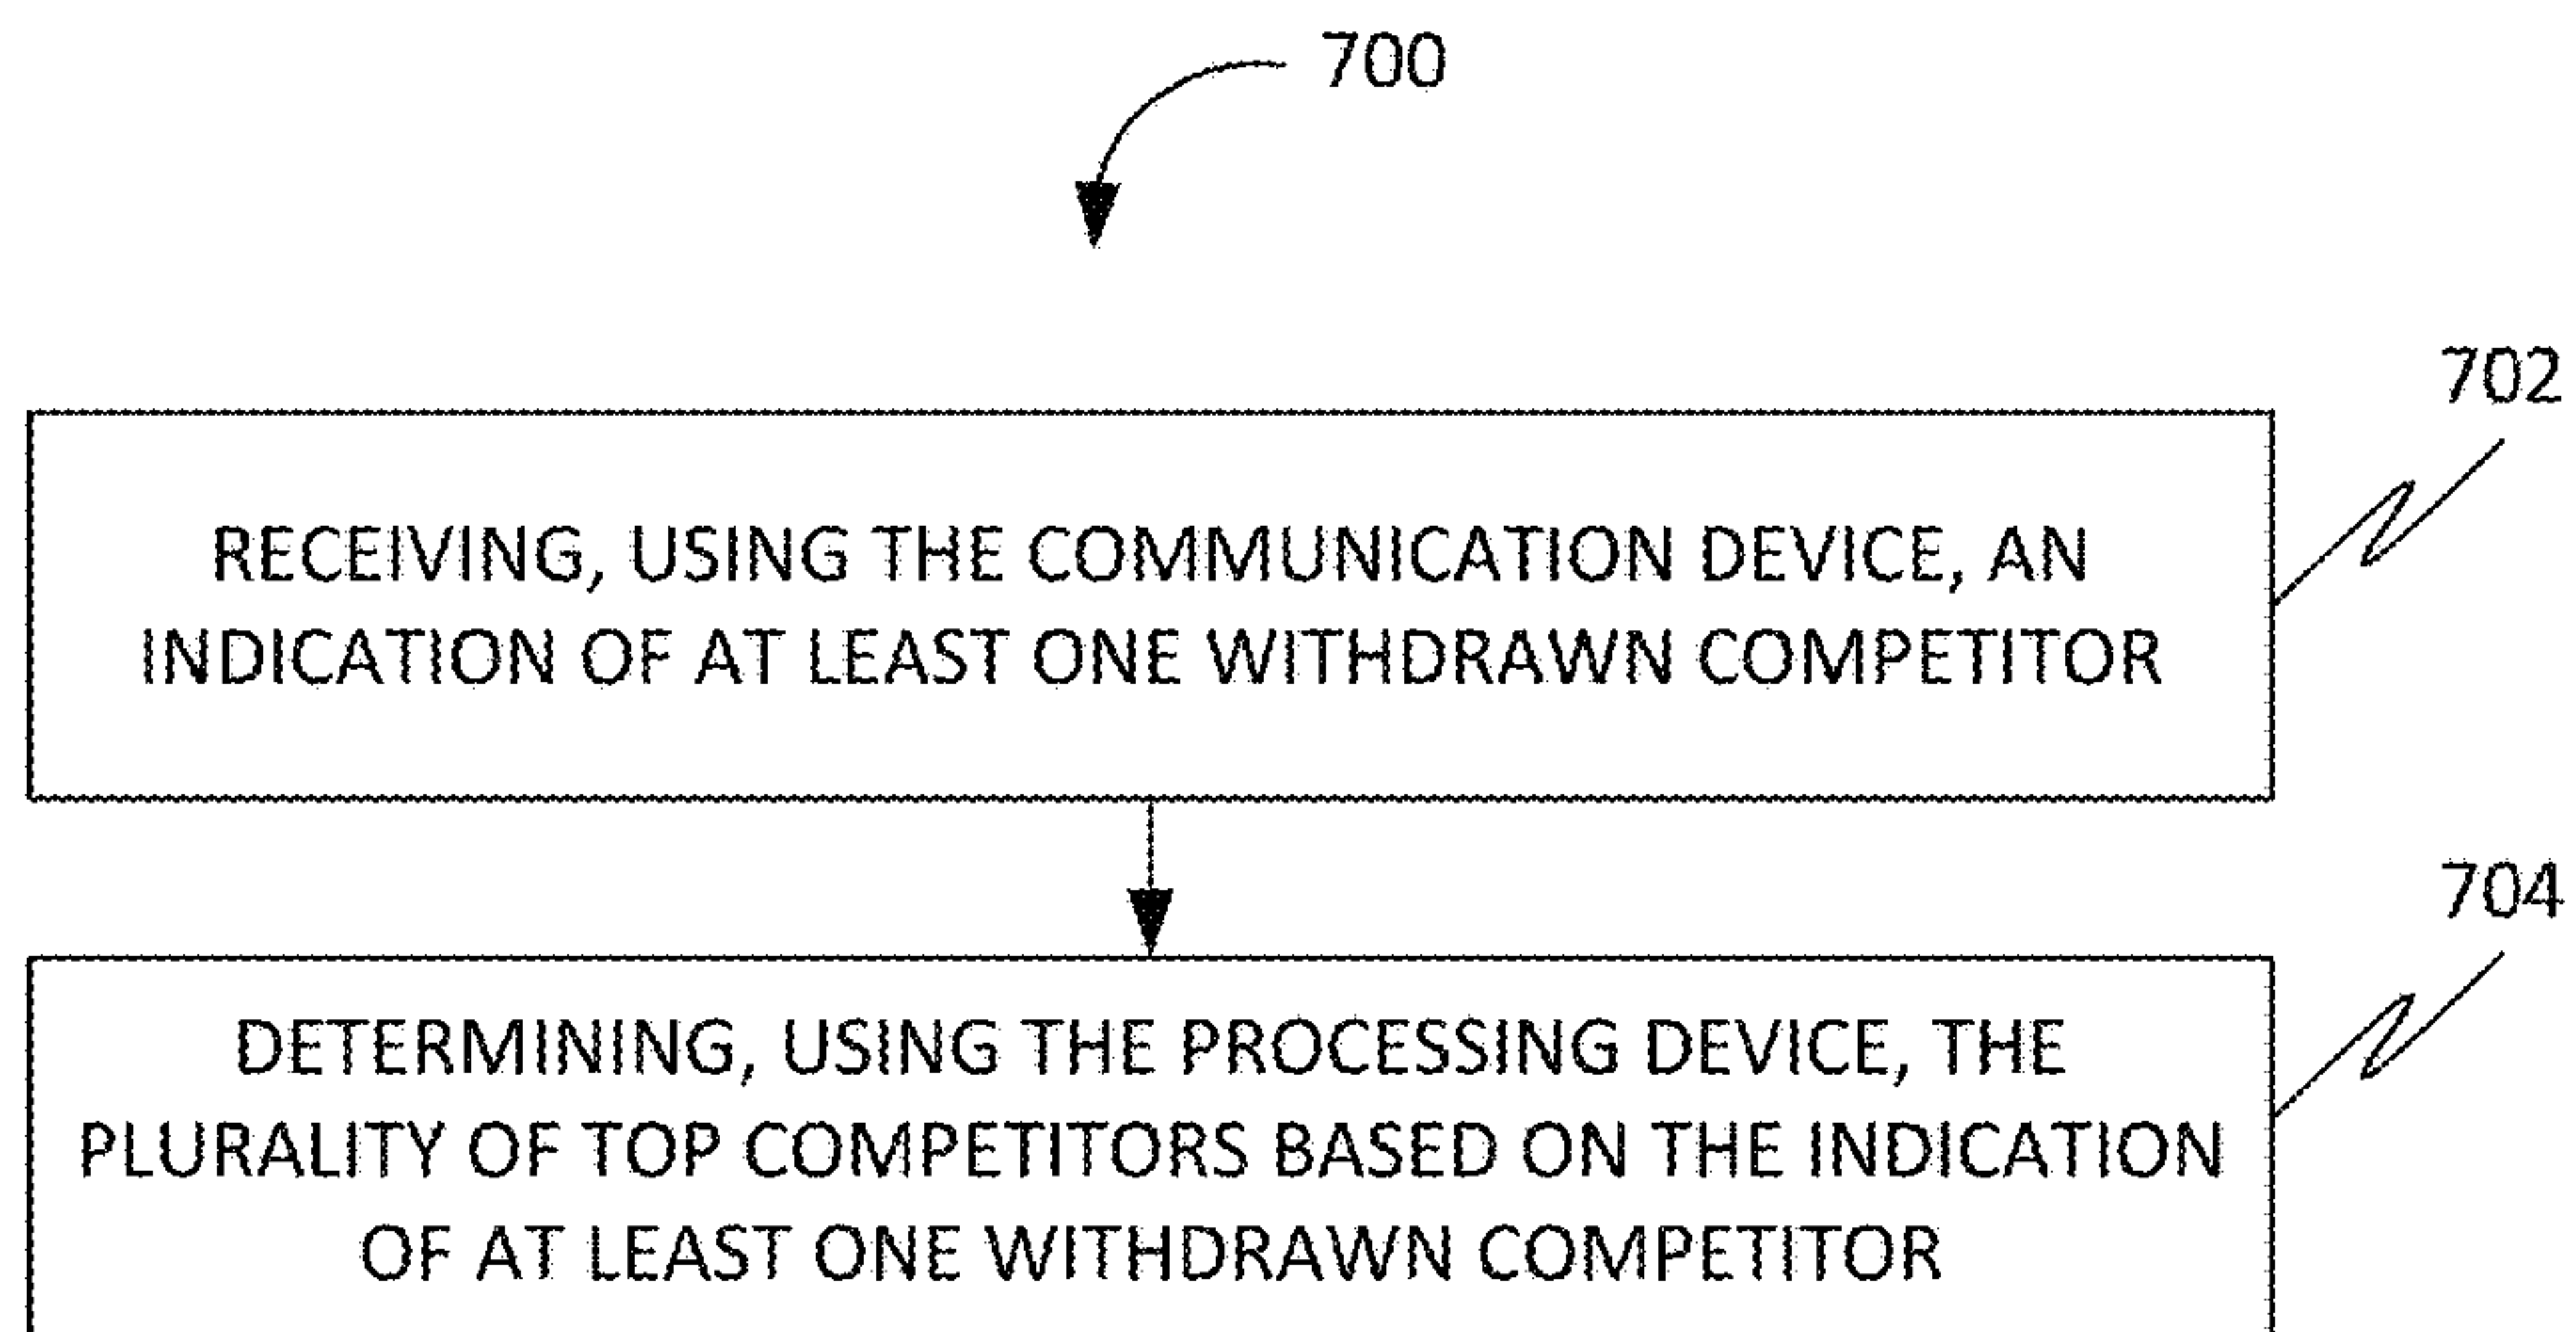 700
702
RECEIVING, USING THE COMMUNICATION DEVICE, AN
INDICATION OF AT LEAST ONE WITHDRAWN COMPETITOR
704
DETERMINING, USING THE PROCESSING DEVICE, THE
PLURALITY OF TOP COMPETITORS BASED ON THE INDICATION
OF AT LEAST ONE WITHDRAWN COMPETITOR